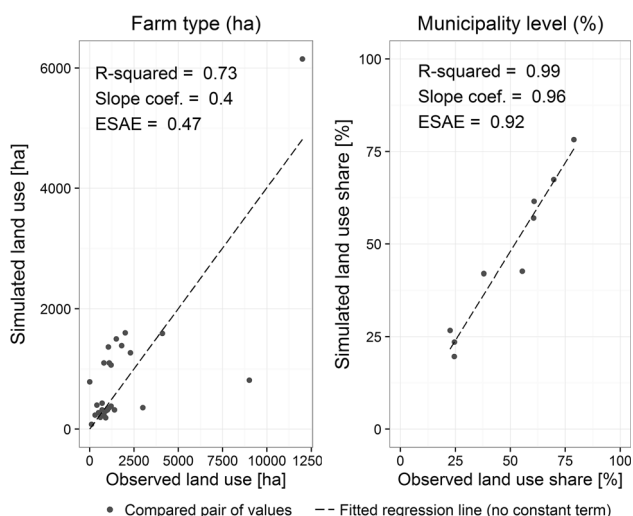 Farm type (ha)
R-squared = 0.73
Slope coef. = 0.4
ESAE = 0.47
Simulated land use [ha]
6000
4000
2000
0
0 2500 5000 7500 10000 1250
Observed land use [ha]
Municipality level (%)
R-squared = 0.99
Slope coef. = 0.96
ESAE = 0.92
Simulated land use share [%]
100
75
50
25
0
0 25 50 75 100
Observed land use share [%]
Compared pair of values
Fitted regression line (no constant term)